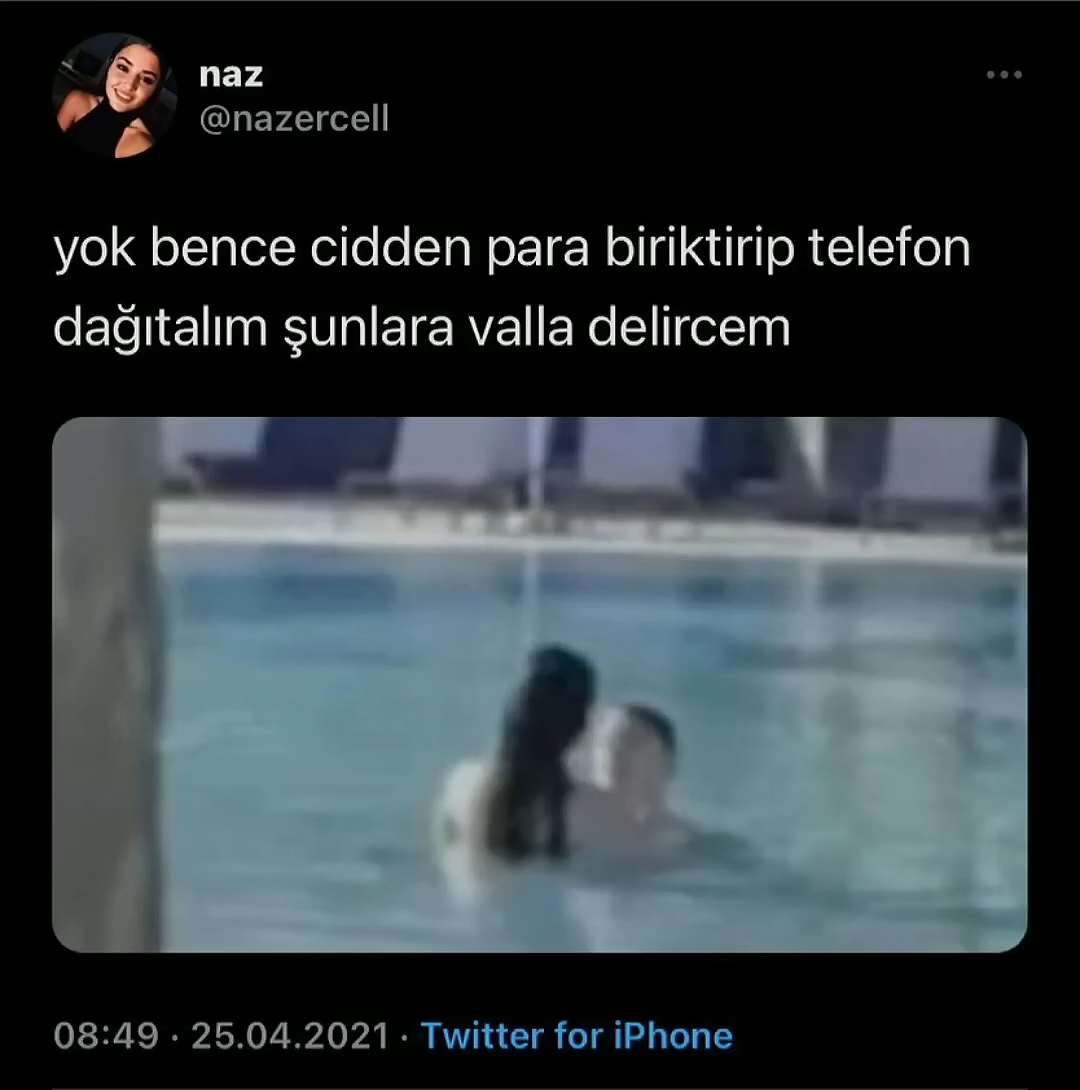 naz
@nazercell
yok bence cidden para biriktirip telefon
dağıtalım şunlara valla delircem
08:49 · 25.04.2021 · Twitter for iPhone